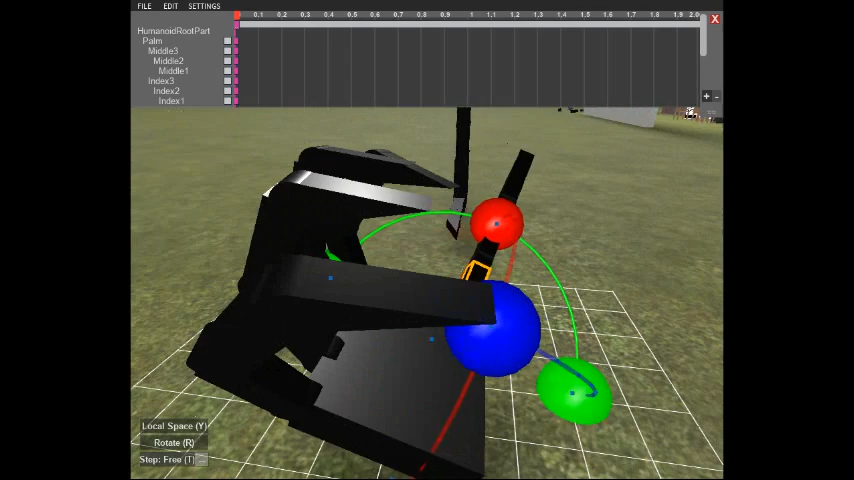 FILE EDIT SETTINGS
0.1 0.2 0.3 0.4 0.5 0.6 0.7 0.8 0.9 1 1.1 1.2 1.3 1.4 1.5 1.6 1.7 1.8 1.9 2.0
X
HumanoidRootPart
Palm
Middle3
Middle2
Middle1
Index3
Index2
Index1
+ -
Local Space (Y)
Rotate (R)
Step: Free (T)